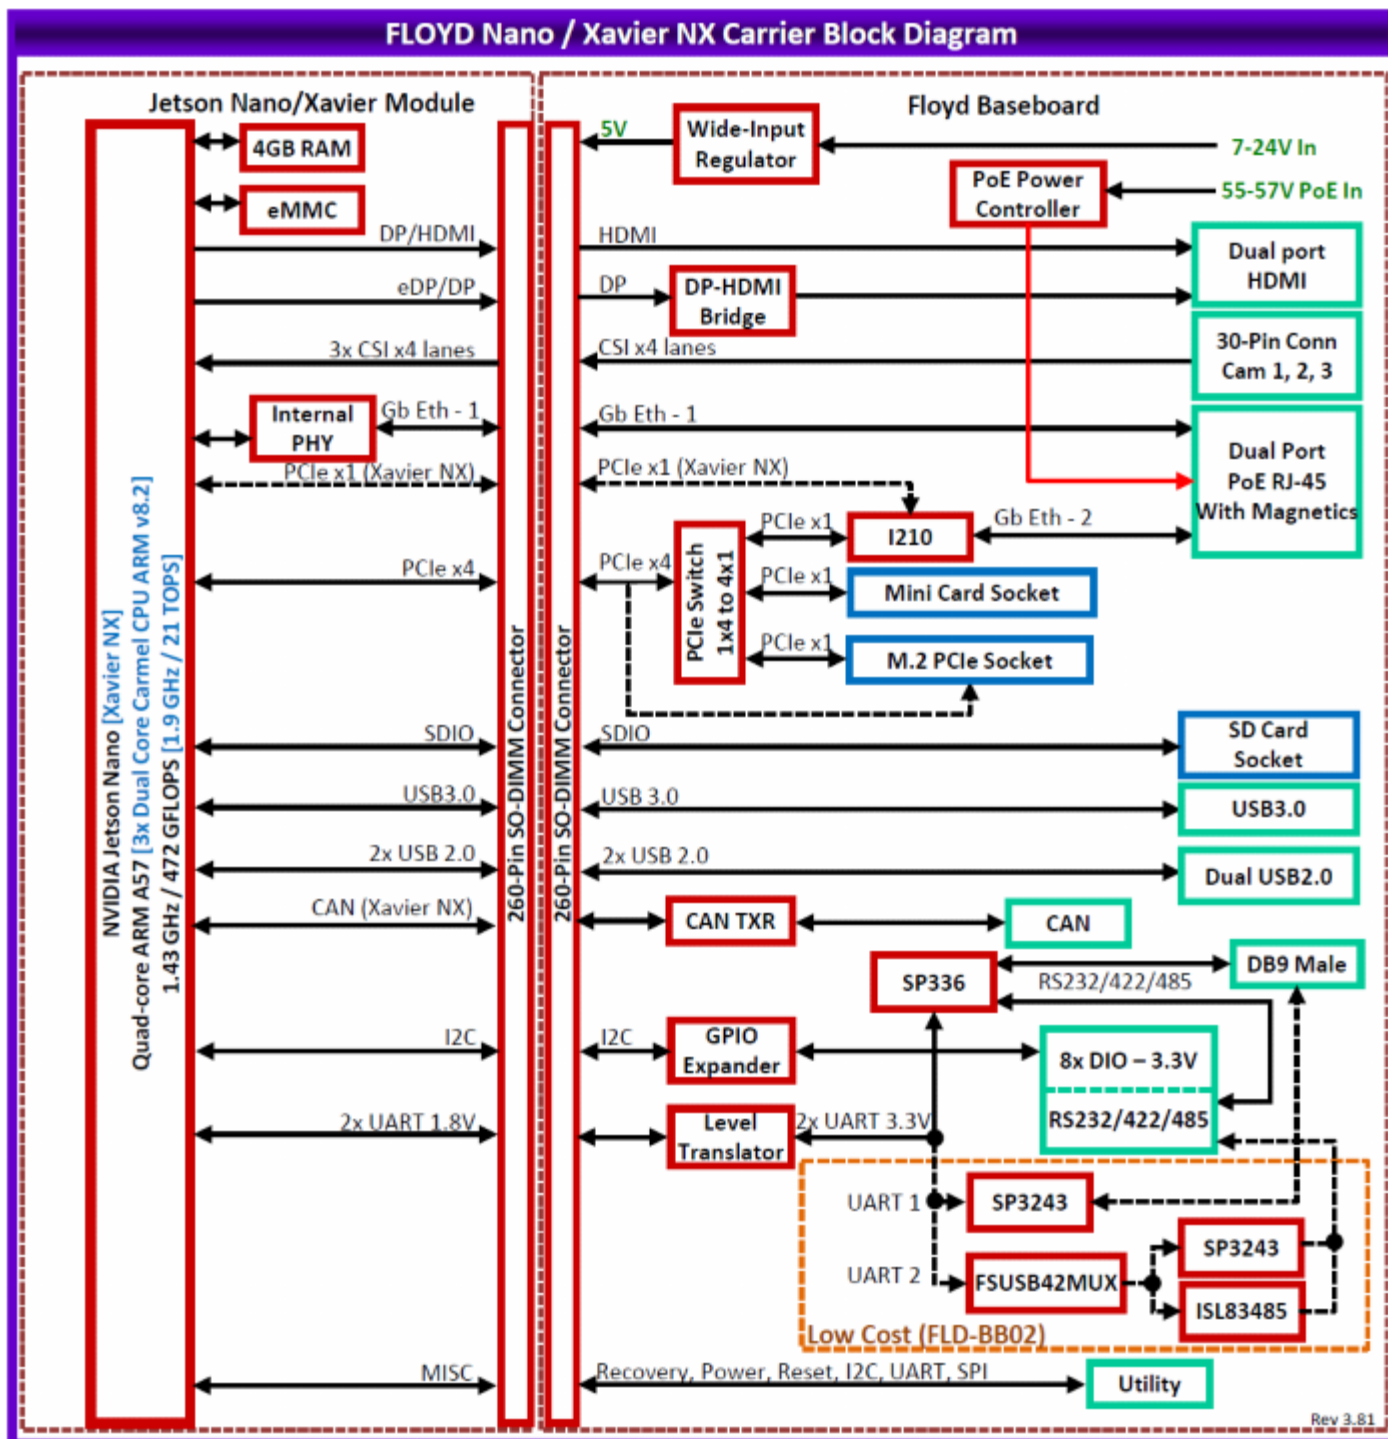 FLOYD Nano / Xavier NX Carrier Block Diagram
Jetson Nano/Xavier Module
Floyd Baseboard
NVIDIA Jetson Nano [Xavier NX]
Quad-core ARM A57 [3x Dual Core Carmel CPU ARM v8.2]
1.43 GHz / 472 GFLOPS [1.9 GHz / 21 TOPS]
4GB RAM
eMMC
DP/HDMI
eDP/DP
3x CSI x4 lanes
Internal
PHY
Gb Eth - 1
PCIe x1 (Xavier NX)
PCIe x4
SDIO
USB3.0
2x USB 2.0
CAN (Xavier NX)
I2C
2x UART 1.8V
MISC
260-Pin SO-DIMM Connector
260-Pin SO-DIMM Connector
5V
Wide-Input
Regulator
7-24V In
PoE Power
Controller
55-57V PoE In
HDMI
Dual port
HDMI
DP
DP-HDMI
Bridge
CSI x4 lanes
30-Pin Conn
Cam 1, 2, 3
Gb Eth - 1
Dual Port
PoE RJ-45
With Magnetics
PCIe x1 (Xavier NX)
PCIe x1
I210
Gb Eth - 2
PCIe x4
PCIe Switch
1x4 to 4x1
PCIe x1
Mini Card Socket
PCIe x1
M.2 PCIe Socket
SDIO
SD Card
Socket
USB 3.0
USB3.0
2x USB 2.0
Dual USB2.0
CAN TXR
CAN
SP336
RS232/422/485
DB9 Male
I2C
GPIO
Expander
8x DIO – 3.3V
RS232/422/485
Level
Translator
2x UART 3.3V
UART 1
SP3243
SP3243
UART 2
FSUSB42MUX
ISL83485
Low Cost (FLD-BB02)
Recovery, Power, Reset, I2C, UART, SPI
Utility
Rev 3.81